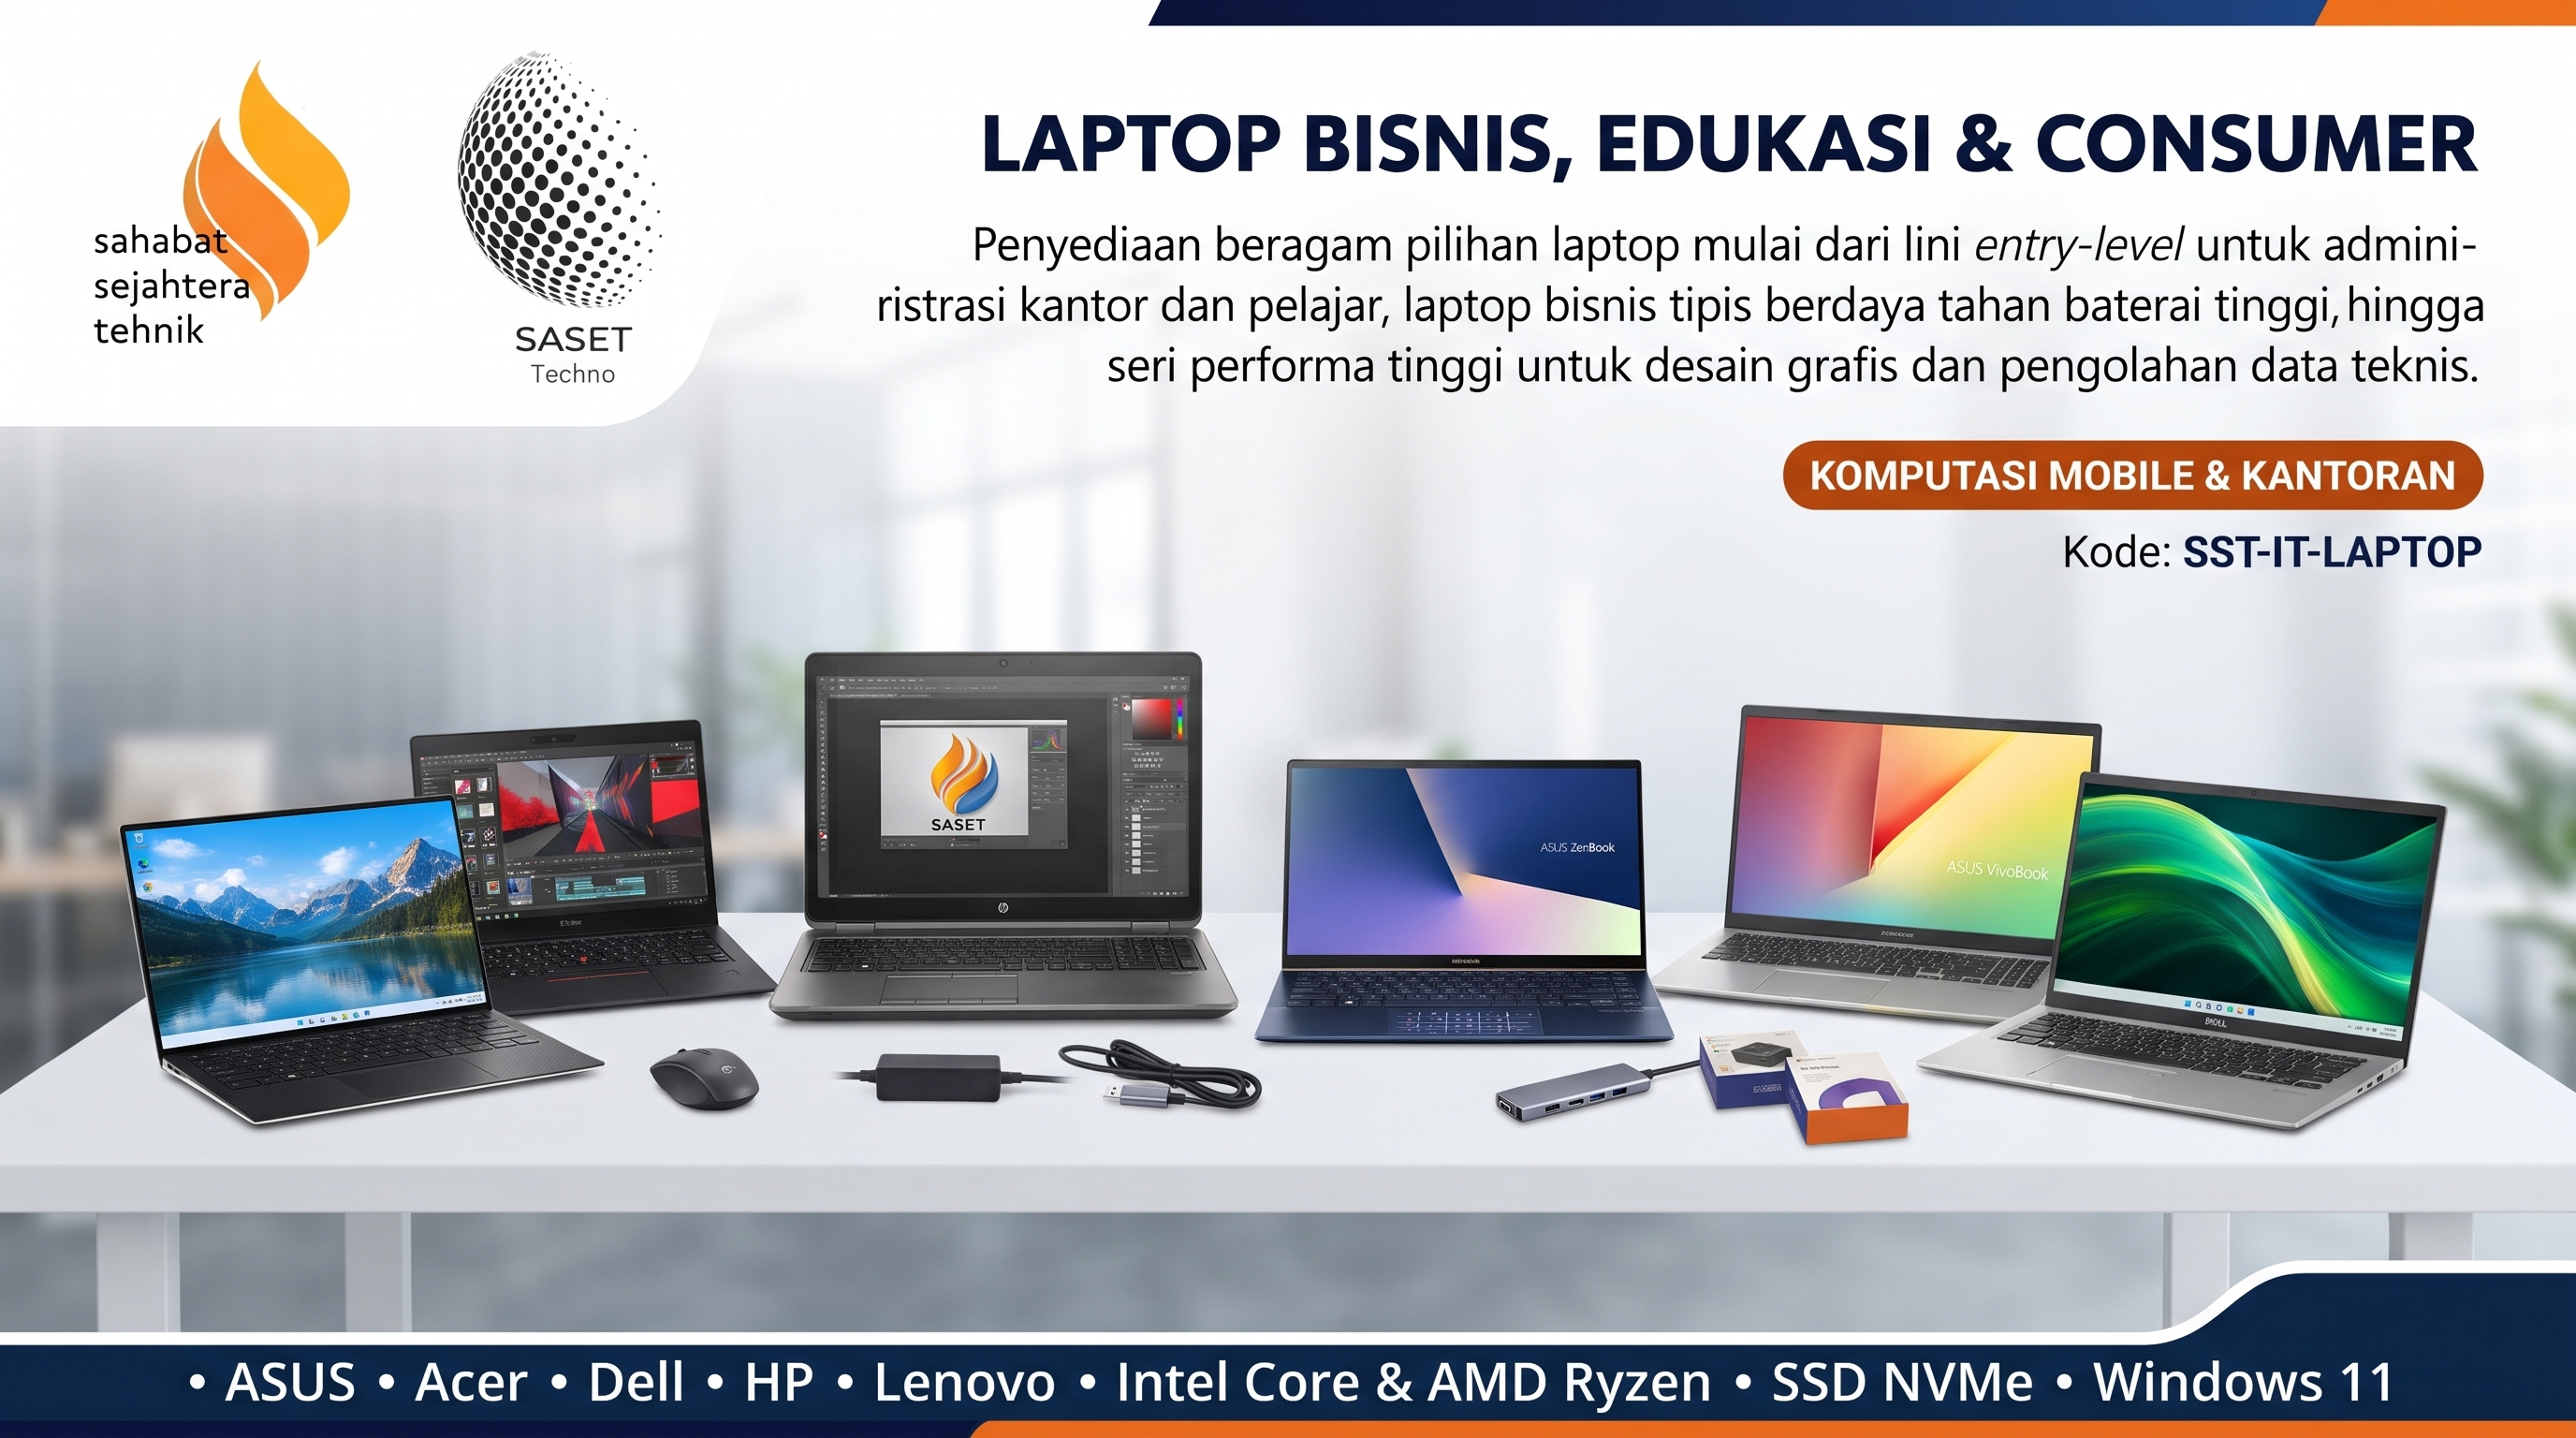 sahabat
sejahtera
tehnik
SASET
Techno
LAPTOP BISNIS, EDUKASI & CONSUMER
Penyediaan beragam pilihan laptop mulai dari lini entry-level untuk admini-
ristrasi kantor dan pelajar, laptop bisnis tipis berdaya tahan baterai tinggi, hingga
seri performa tinggi untuk desain grafis dan pengolahan data teknis.
KOMPUTASI MOBILE & KANTORAN
Kode: SST-IT-LAPTOP
SASET
hp
ASUS ZenBook
ASUS VivoBook
• ASUS • Acer • Dell • HP • Lenovo • Intel Core & AMD Ryzen • SSD NVMe • Windows 11